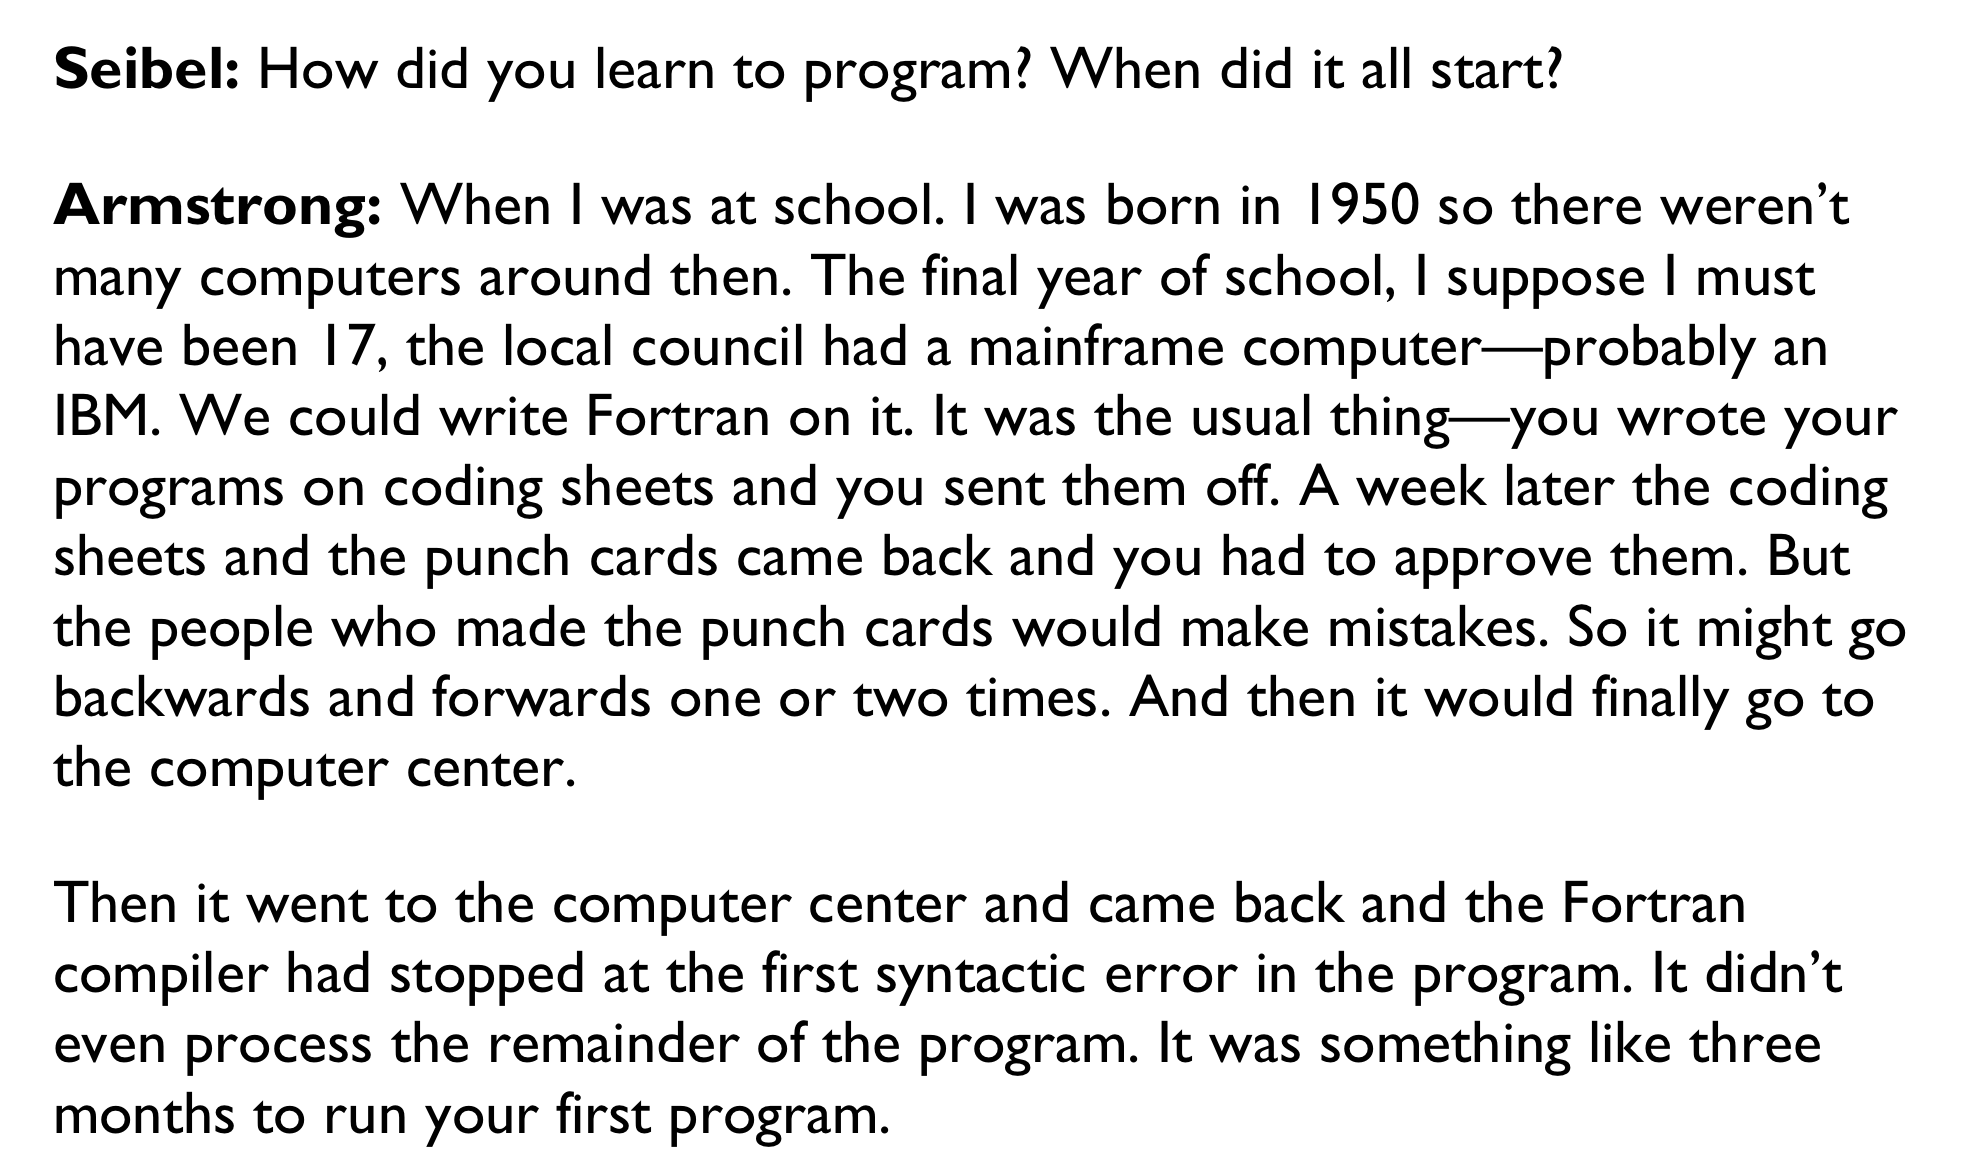 Seibel: How did you learn to program? When did it all start?
Armstrong: When I was at school. I was born in 1950 so there weren’t
many computers around then. The final year of school, I suppose I must
have been 17, the local council had a mainframe computer—probably an
IBM. We could write Fortran on it. It was the usual thing—you wrote your
programs on coding sheets and you sent them off. A week later the coding
sheets and the punch cards came back and you had to approve them. But
the people who made the punch cards would make mistakes. So it might go
backwards and forwards one or two times. And then it would finally go to
the computer center.
Then it went to the computer center and came back and the Fortran
compiler had stopped at the first syntactic error in the program. It didn’t
even process the remainder of the program. It was something like three
months to run your first program.